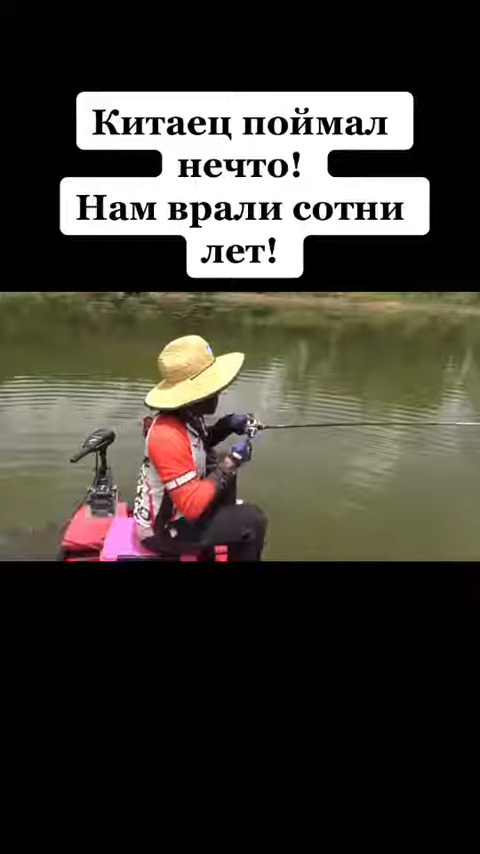 Китаец поймал
нечто!
Нам врали сотни
лет!